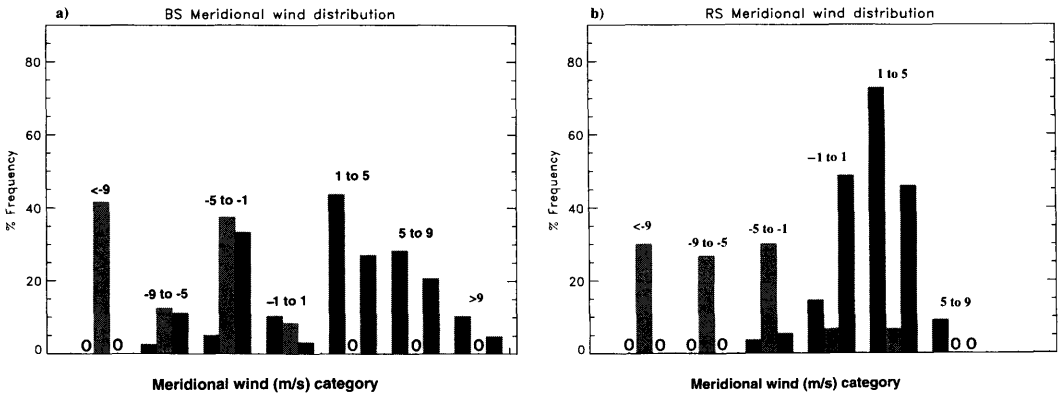 a) BS Meridional wind distribution
80
60
40
20
0
% Frequency
<-9
-9 to -5
-5 to -1
-1 to 1
1 to 5
5 to 9
>9
0 0 0 0 0
Meridional wind (m/s) category
b) RS Meridional wind distribution
80
60
40
20
0
% Frequency
<-9
-9 to -5
-5 to -1
-1 to 1
1 to 5
5 to 9
0 0 0 0 0 0
Meridional wind (m/s) category